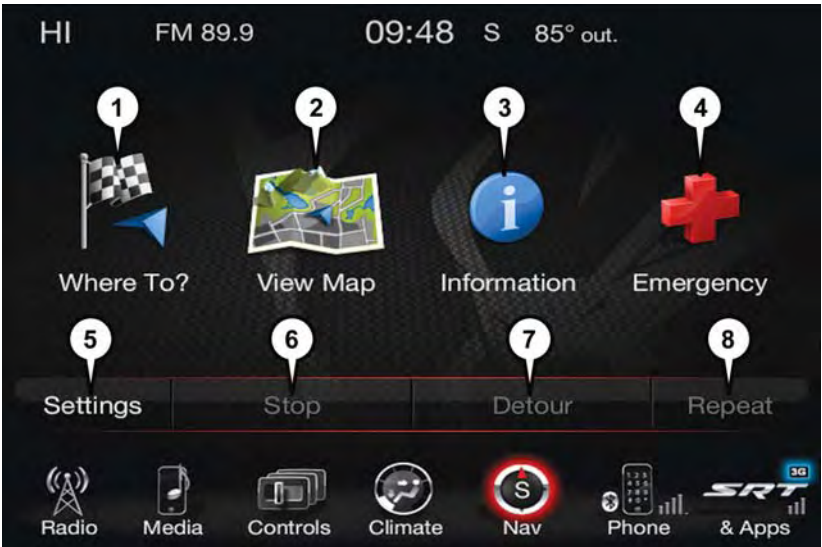 HI FM 89.9 09:48 S 85° out.
1 2 3 4
i
Where To? View Map Information Emergency
5 6 7 8
Settings Stop Detour Repeat
S 3G
SRT
Radio Media Controls Climate Nav Phone & Apps